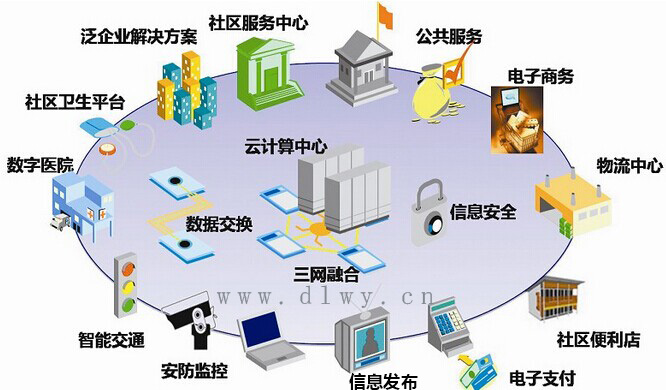 社区服务中心
公共服务
泛企业解决方案
电子商务
社区卫生平台
云计算中心
数字医院
物流中心
信息安全
数据交换
三网融合
www.dlwy.cn
智能交通
社区便利店
安防监控
信息发布
电子支付